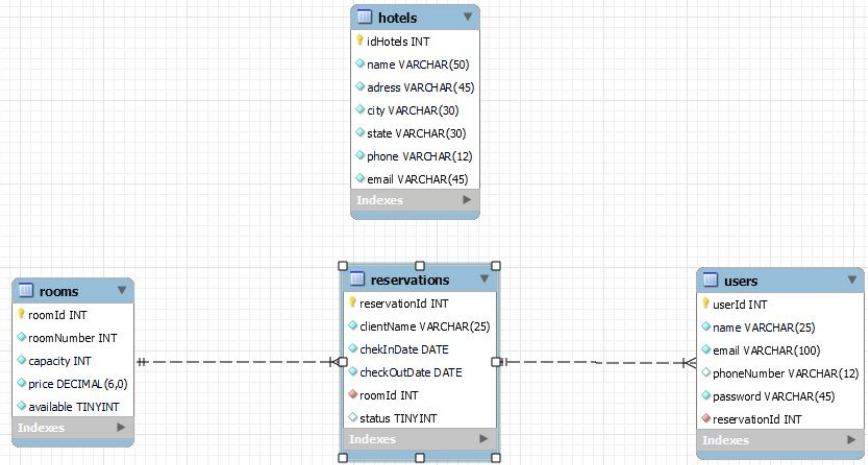 hotels
idHotels INT
name VARCHAR(50)
adress VARCHAR(45)
city VARCHAR(30)
state VARCHAR(30)
phone VARCHAR(12)
email VARCHAR(45)
Indexes
rooms
roomId INT
roomNumber INT
capacity INT
price DECIMAL(6,0)
available TINYINT
Indexes
reservations
reservationId INT
clientName VARCHAR(25)
chekInDate DATE
checkOutDate DATE
roomId INT
status TINYINT
Indexes
users
userId INT
name VARCHAR(25)
email VARCHAR(100)
phoneNumber VARCHAR(12)
password VARCHAR(45)
reservationId INT
Indexes